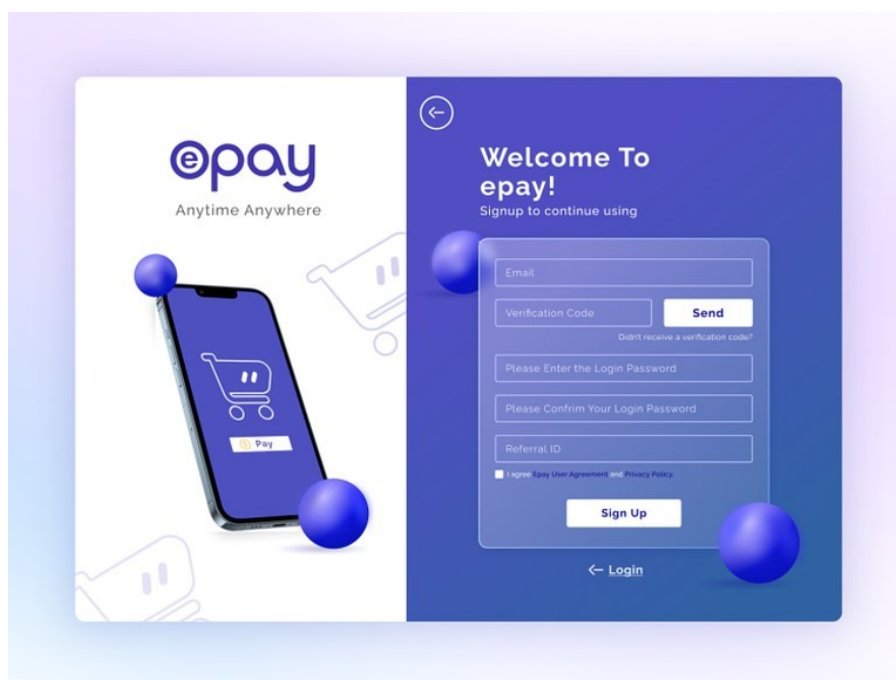 epay
Anytime Anywhere
Pay
Welcome To
epay!
Signup to continue using
Email
Verification Code
Send
Didn't receive a verification code?
Please Enter the Login Password
Please Confrim Your Login Password
Referral ID
I agree Epay User Agreement and Privacy Policy.
Sign Up
← Login